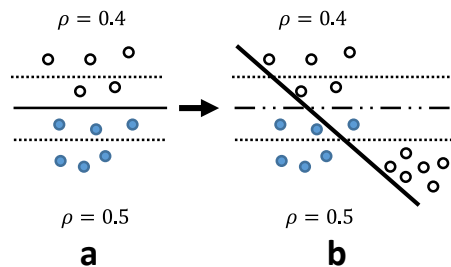 ρ = 0.4 ρ = 0.4
ρ = 0.5 ρ = 0.5
a b